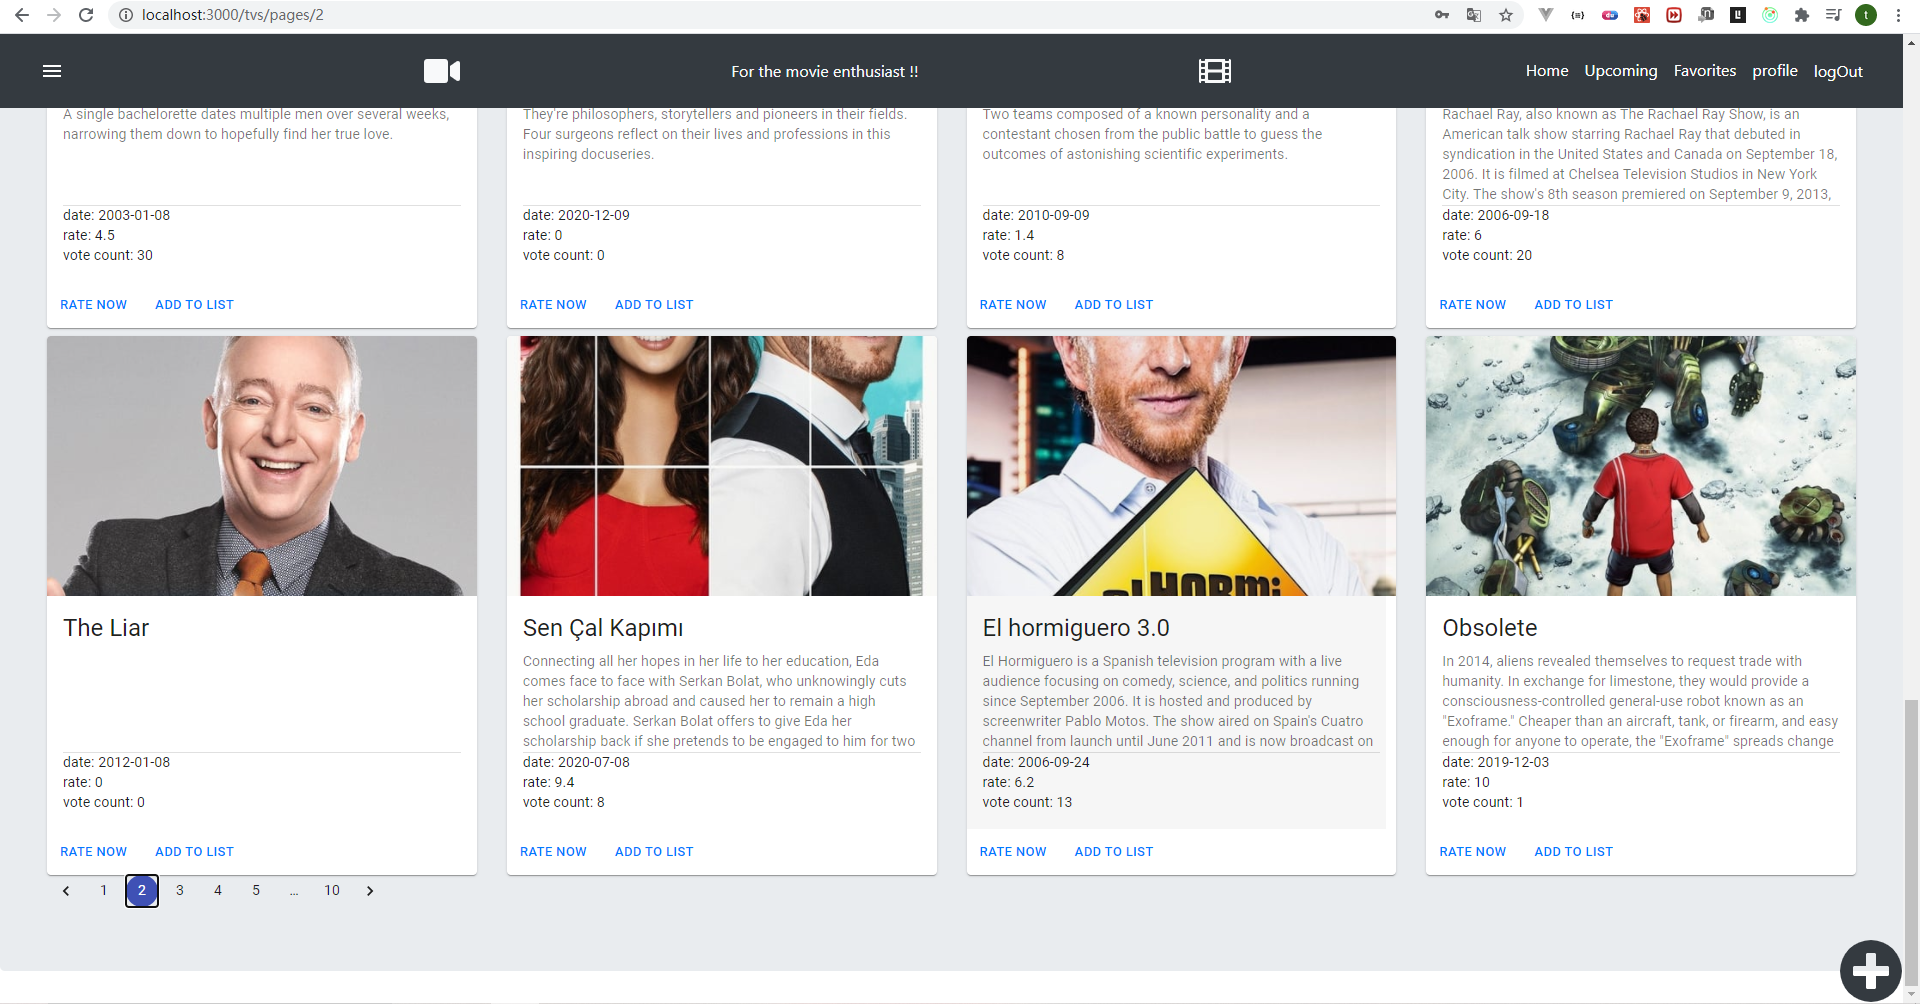 localhost:3000/tvs/pages/2
For the movie enthusiast !!
Home Upcoming Favorites profile logOut
A single bachelorette dates multiple men over several weeks,
narrowing them down to hopefully find her true love.
date: 2003-01-08
rate: 4.5
vote count: 30
RATE NOW ADD TO LIST
They're philosophers, storytellers and pioneers in their fields.
Four surgeons reflect on their lives and professions in this
inspiring docuseries.
date: 2020-12-09
rate: 0
vote count: 0
RATE NOW ADD TO LIST
Two teams composed of a known personality and a
contestant chosen from the public battle to guess the
outcomes of astonishing scientific experiments.
date: 2010-09-09
rate: 1.4
vote count: 8
RATE NOW ADD TO LIST
Rachael Ray, also known as The Rachael Ray Show, is an
American talk show starring Rachael Ray that debuted in
syndication in the United States and Canada on September 18,
2006. It is filmed at Chelsea Television Studios in New York
City. The show's 8th season premiered on September 9, 2013,
date: 2006-09-18
rate: 6
vote count: 20
RATE NOW ADD TO LIST
The Liar
date: 2012-01-08
rate: 0
vote count: 0
RATE NOW ADD TO LIST
Sen Çal Kapımı
Connecting all her hopes in her life to her education, Eda
comes face to face with Serkan Bolat, who unknowingly cuts
her scholarship abroad and caused her to remain a high
school graduate. Serkan Bolat offers to give Eda her
scholarship back if she pretends to be engaged to him for two
date: 2020-07-08
rate: 9.4
vote count: 8
RATE NOW ADD TO LIST
El hormiguero 3.0
El Hormiguero is a Spanish television program with a live
audience focusing on comedy, science, and politics running
since September 2006. It is hosted and produced by
screenwriter Pablo Motos. The show aired on Spain's Cuatro
channel from launch until June 2011 and is now broadcast on
date: 2006-09-24
rate: 6.2
vote count: 13
RATE NOW ADD TO LIST
Obsolete
In 2014, aliens revealed themselves to request trade with
humanity. In exchange for limestone, they would provide a
consciousness-controlled general-use robot known as an
"Exoframe." Cheaper than an aircraft, tank, or firearm, and easy
enough for anyone to operate, the "Exoframe" spreads change
date: 2019-12-03
rate: 10
vote count: 1
RATE NOW ADD TO LIST
1 2 3 4 5 … 10